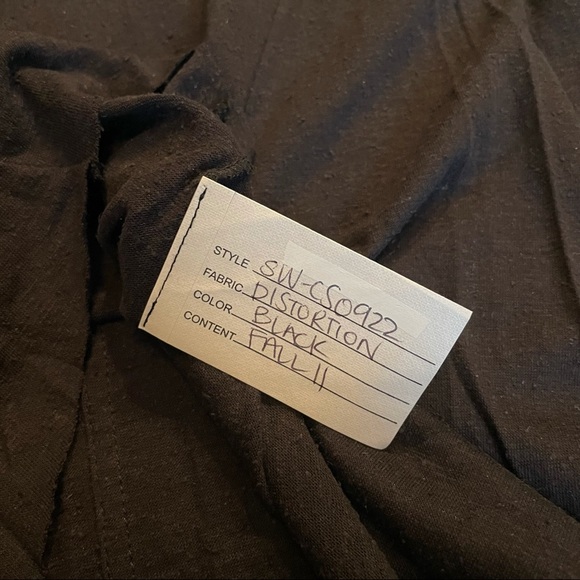 STYLE SW-CS0922
FABRIC DISTORTION
COLOR BLACK
CONTENT FALL 11